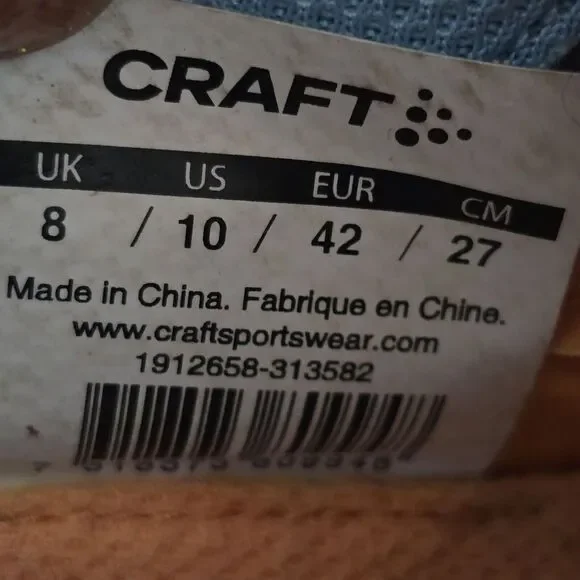 CRAFT
UK US EUR CM
8 / 10 / 42 / 27
Made in China. Fabrique en Chine.
www.craftsportswear.com
1912658-313582